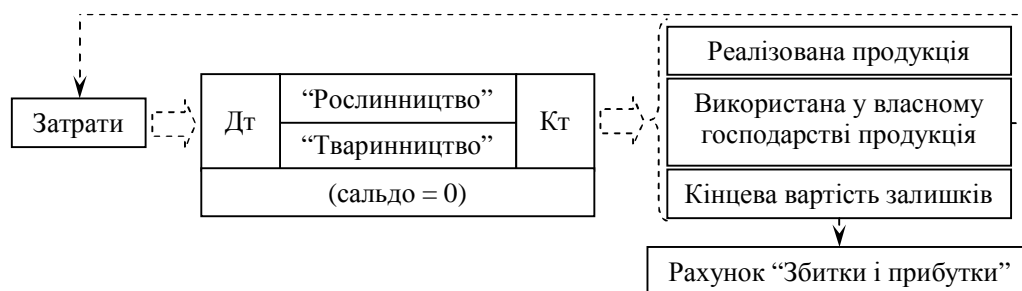 Затрати
Дт
“Рослинництво”
“Тваринництво”
Кт
(сальдо = 0)
Реалізована продукція
Використана у власному
господарстві продукція
Кінцева вартість залишків
Рахунок “Збитки і прибутки”